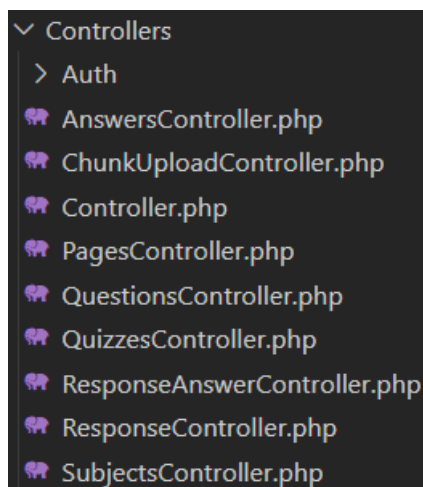 Controllers
Auth
AnswersController.php
ChunkUploadController.php
Controller.php
PagesController.php
QuestionsController.php
QuizzesController.php
ResponseAnswerController.php
ResponseController.php
SubjectsController.php